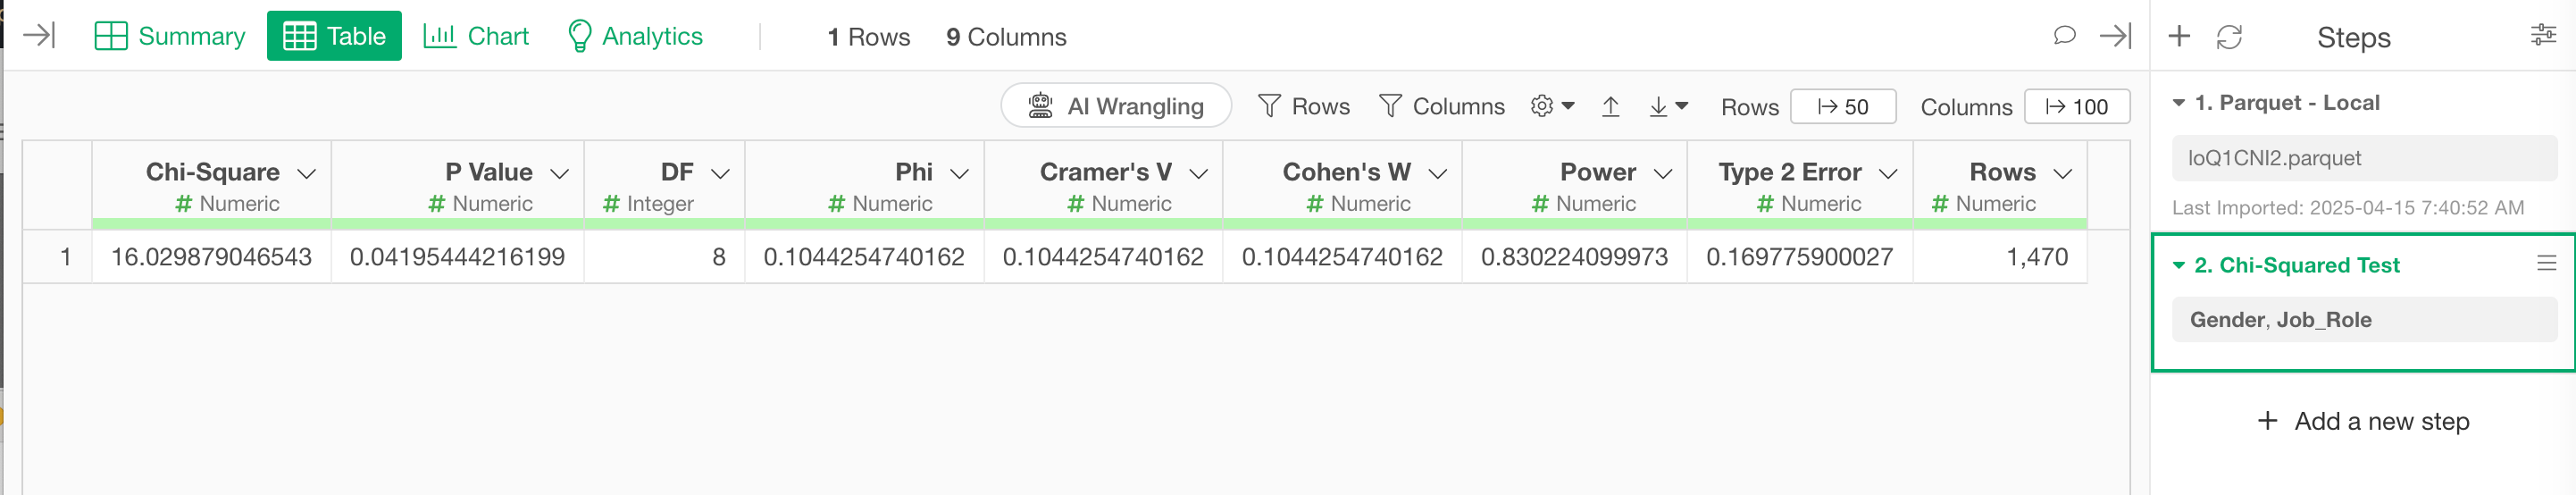 Summary Table Chart Analytics 1 Rows 9 Columns
AI Wrangling Rows Columns Rows 50 Columns 100
Chi-Square P Value DF Phi Cramer's V Cohen's W Power Type 2 Error Rows
# Numeric # Numeric # Integer # Numeric # Numeric # Numeric # Numeric # Numeric # Numeric
1 16.029879046543 0.04195444216199 8 0.1044254740162 0.1044254740162 0.1044254740162 0.830224099973 0.169775900027 1,470
Steps
1. Parquet - Local
IoQ1CNI2.parquet
Last Imported: 2025-04-15 7:40:52 AM
2. Chi-Squared Test
Gender, Job_Role
+ Add a new step